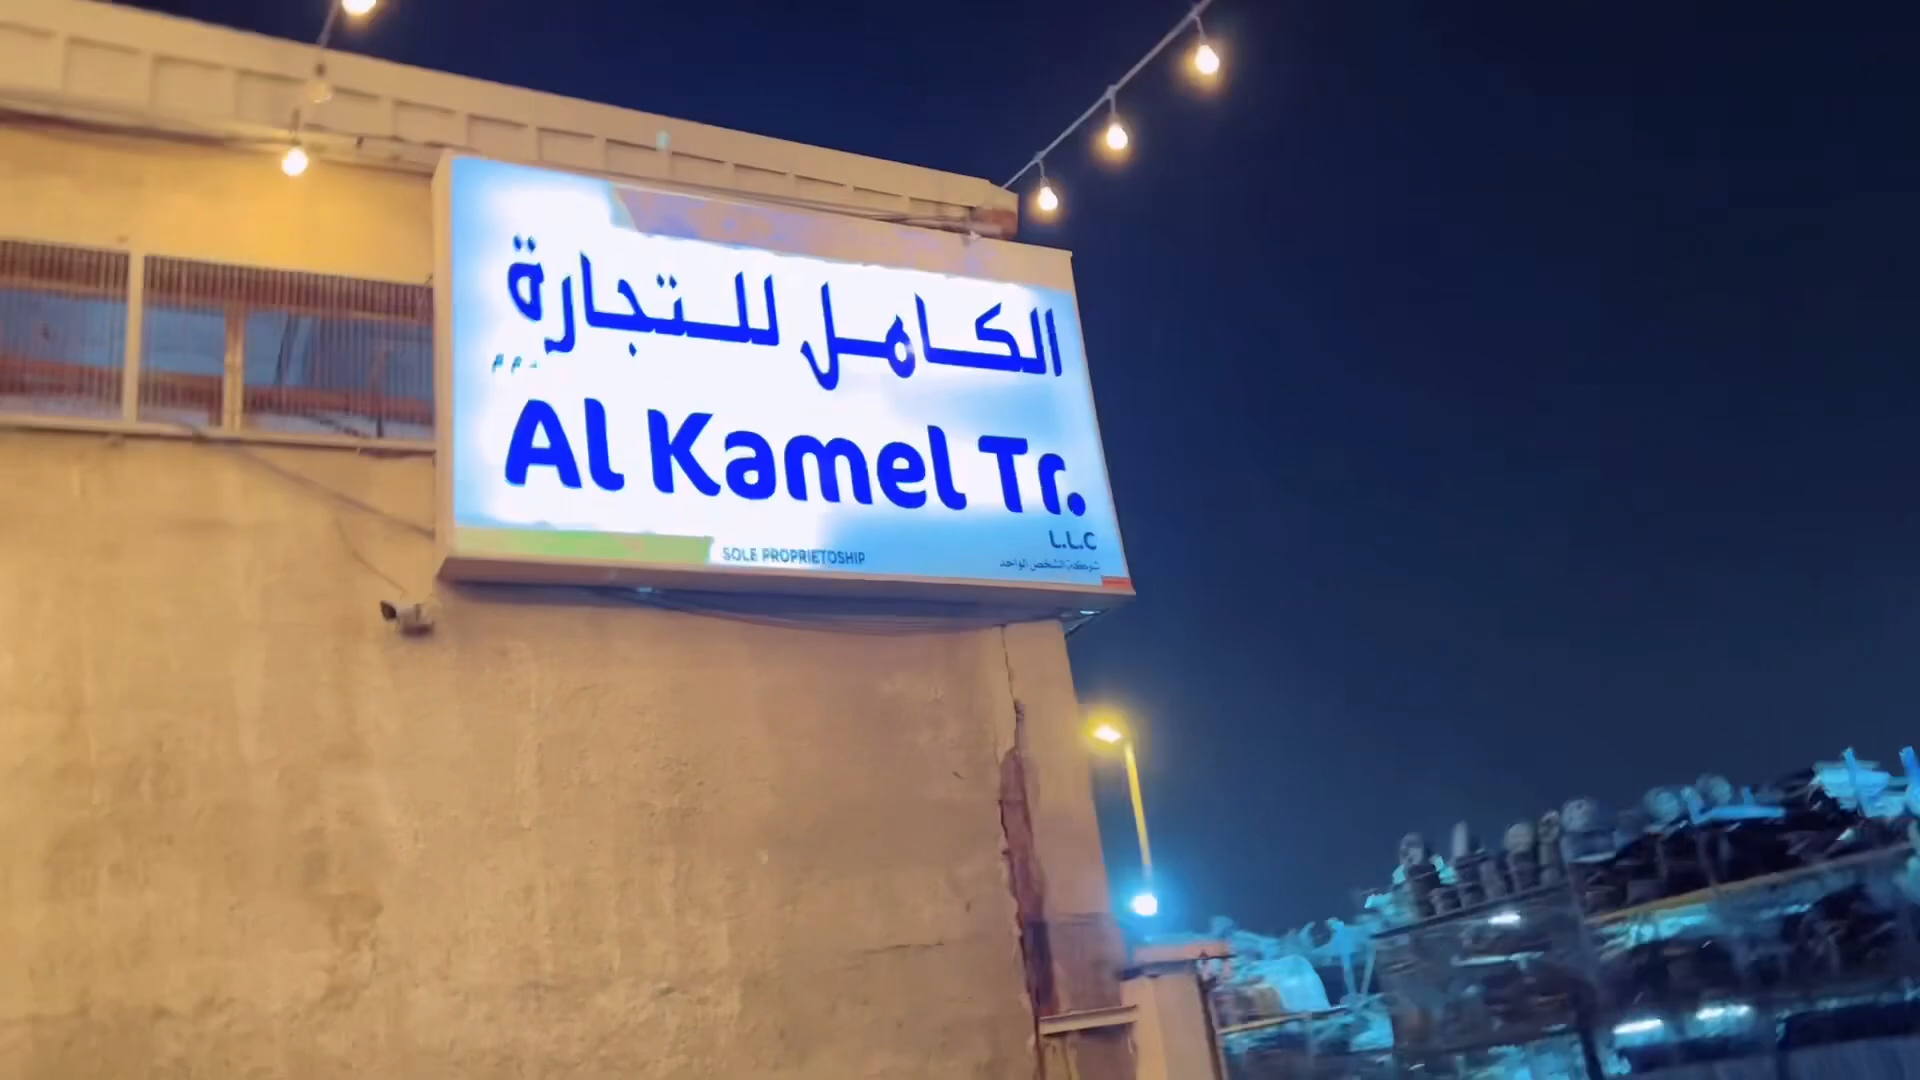 الكامل للتجارة
ذ.م.م
Al Kamel Tr.
L.L.C
SOLE PROPRIETOSHIP
شركة الشخص الواحد